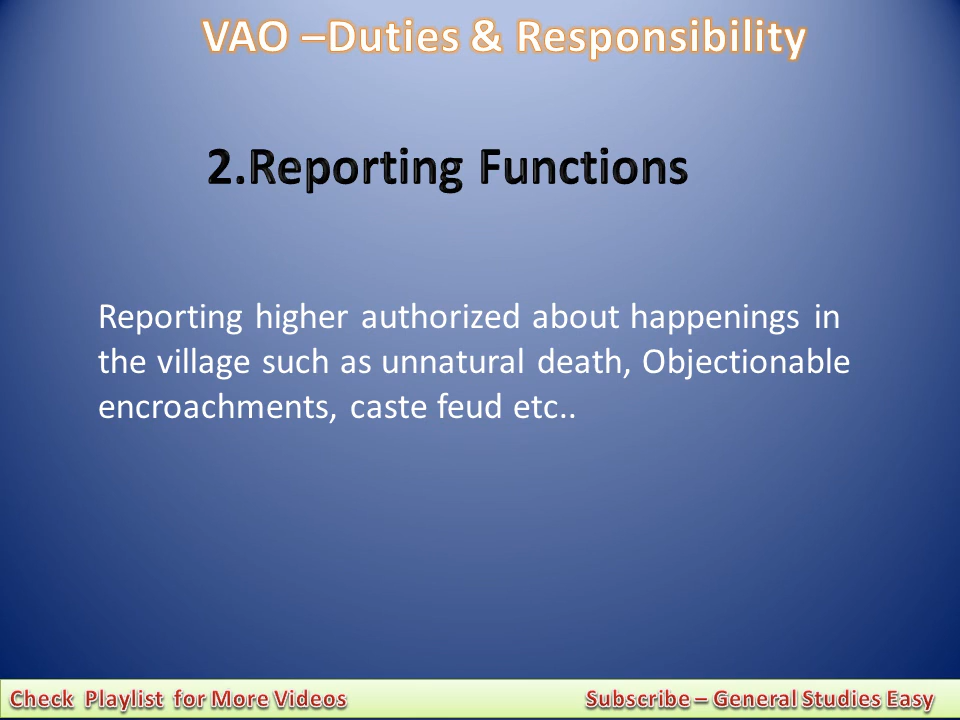 VAO –Duties & Responsibility
2.Reporting Functions
Reporting higher authorized about happenings in
the village such as unnatural death, Objectionable
encroachments, caste feud etc..
Check Playlist for More Videos
Subscribe – General Studies Easy